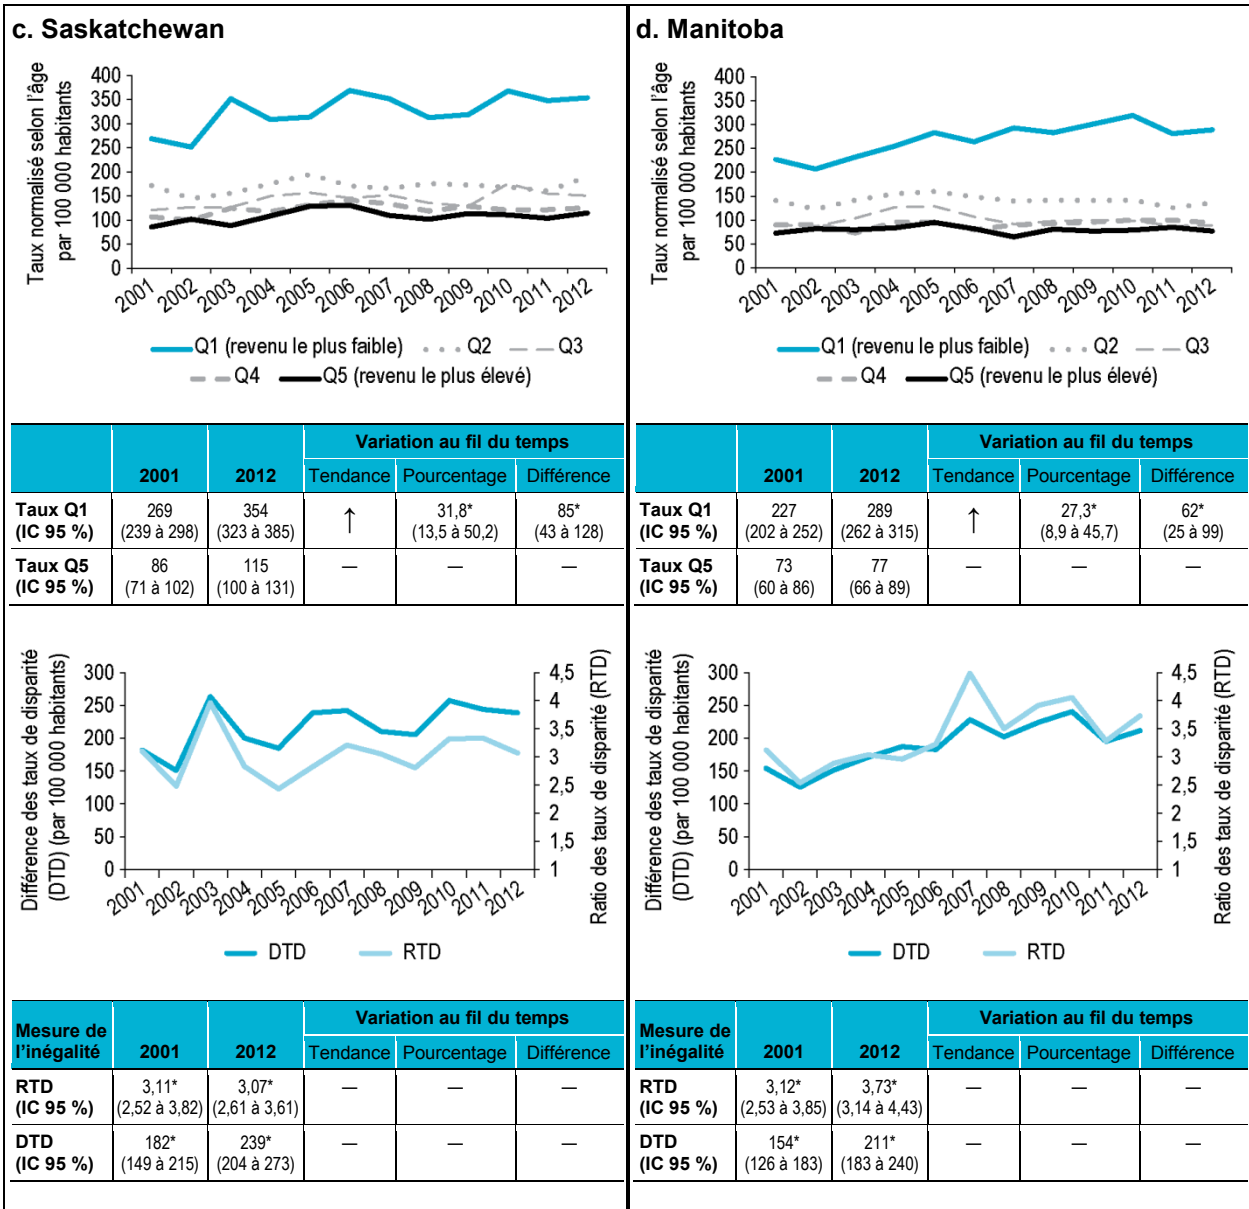 c. Saskatchewan
Taux normalisé selon l'âge
par 100 000 habitants
400
350
300
250
200
150
100
50
0
2001 2002 2003 2004 2005 2006 2007 2008 2009 2010 2011 2012
Q1 (revenu le plus faible) Q2 Q3
Q4 Q5 (revenu le plus élevé)
Variation au fil du temps
2001 2012 Tendance Pourcentage Différence
Taux Q1 269 354 ↑ 31,8* 85*
(IC 95 %) (239 à 298) (323 à 385) (13,5 à 50,2) (43 à 128)
Taux Q5 86 115 — — —
(IC 95 %) (71 à 102) (100 à 131)
Différence des taux de disparité
(DTD) (par 100 000 habitants)
300
250
200
150
100
50
0
4,5
4
3,5
3
2,5
2
1,5
1
Ratio des taux de disparité (RTD)
2001 2002 2003 2004 2005 2006 2007 2008 2009 2010 2011 2012
DTD RTD
Mesure de
l'inégalité 2001 2012 Variation au fil du temps
Tendance Pourcentage Différence
RTD 3,11* 3,07* — — —
(IC 95 %) (2,52 à 3,82) (2,61 à 3,61)
DTD 182* 239* — — —
(IC 95 %) (149 à 215) (204 à 273)
d. Manitoba
Taux normalisé selon l'âge
par 100 000 habitants
400
350
300
250
200
150
100
50
0
2001 2002 2003 2004 2005 2006 2007 2008 2009 2010 2011 2012
Q1 (revenu le plus faible) Q2 Q3
Q4 Q5 (revenu le plus élevé)
Variation au fil du temps
2001 2012 Tendance Pourcentage Différence
Taux Q1 227 289 ↑ 27,3* 62*
(IC 95 %) (202 à 252) (262 à 315) (8,9 à 45,7) (25 à 99)
Taux Q5 73 77 — — —
(IC 95 %) (60 à 86) (66 à 89)
Différence des taux de disparité
(DTD) (par 100 000 habitants)
300
250
200
150
100
50
0
4,5
4
3,5
3
2,5
2
1,5
1
Ratio des taux de disparité (RTD)
2001 2002 2003 2004 2005 2006 2007 2008 2009 2010 2011 2012
DTD RTD
Mesure de
l'inégalité 2001 2012 Variation au fil du temps
Tendance Pourcentage Différence
RTD 3,12* 3,73* — — —
(IC 95 %) (2,53 à 3,85) (3,14 à 4,43)
DTD 154* 211* — — —
(IC 95 %) (126 à 183) (183 à 240)